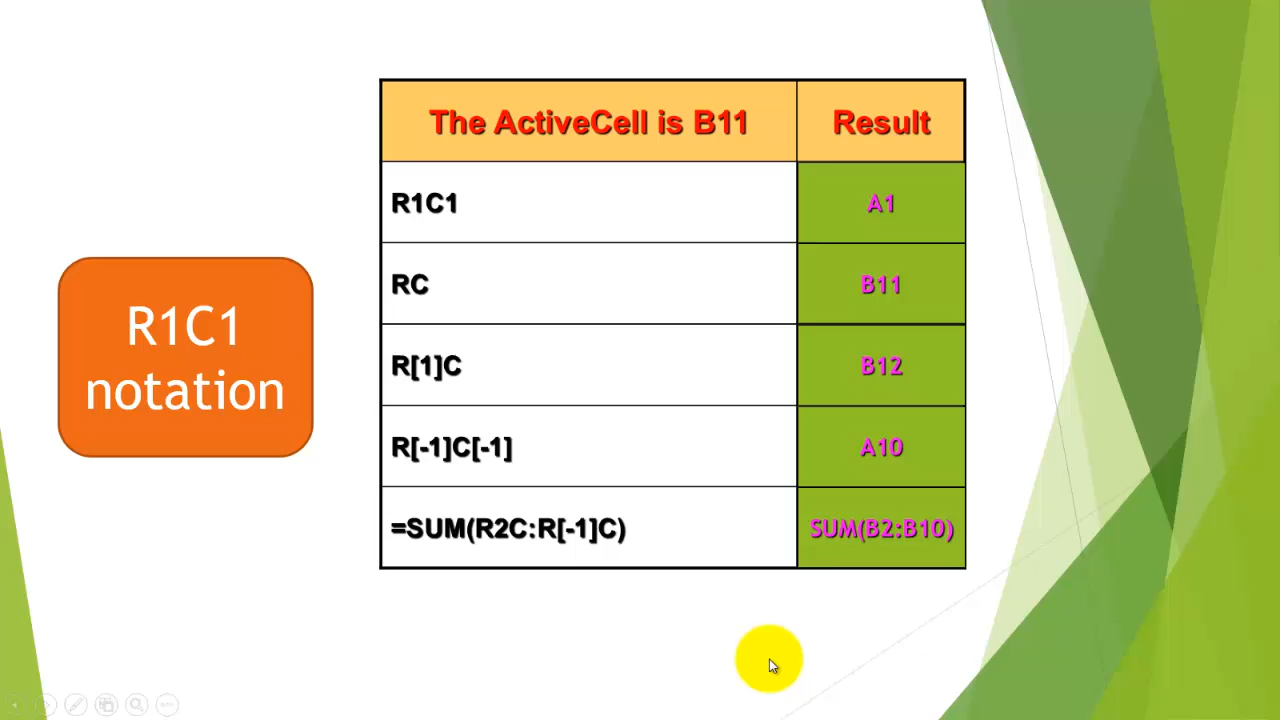 R1C1
notation
The ActiveCell is B11 Result
R1C1 A1
RC B11
R[1]C B12
R[-1]C[-1] A10
=SUM(R2C:R[-1]C) SUM(B2:B10)